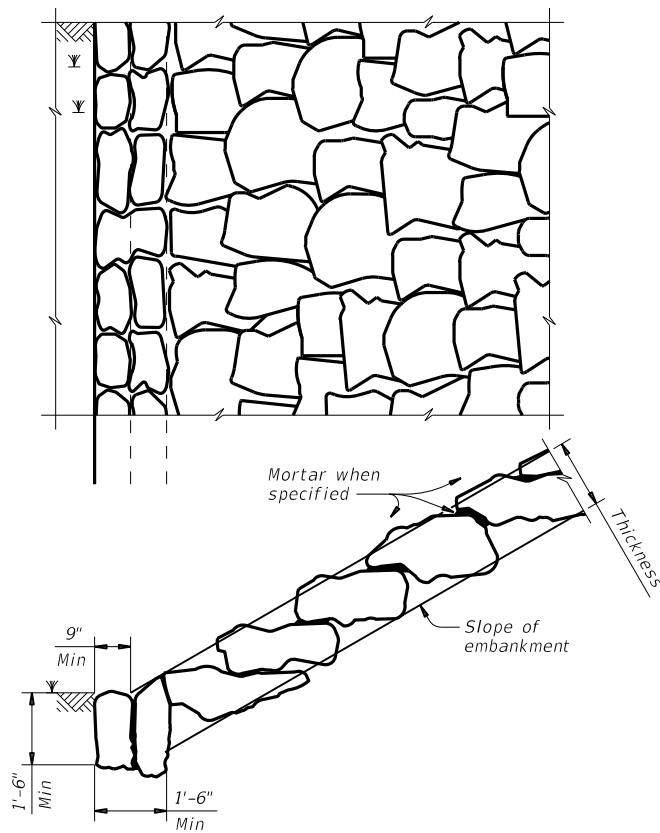 Mortar when
specified
Thickness
Slope of
embankment
9"
Min
1'-6"
Min
1'-6"
Min